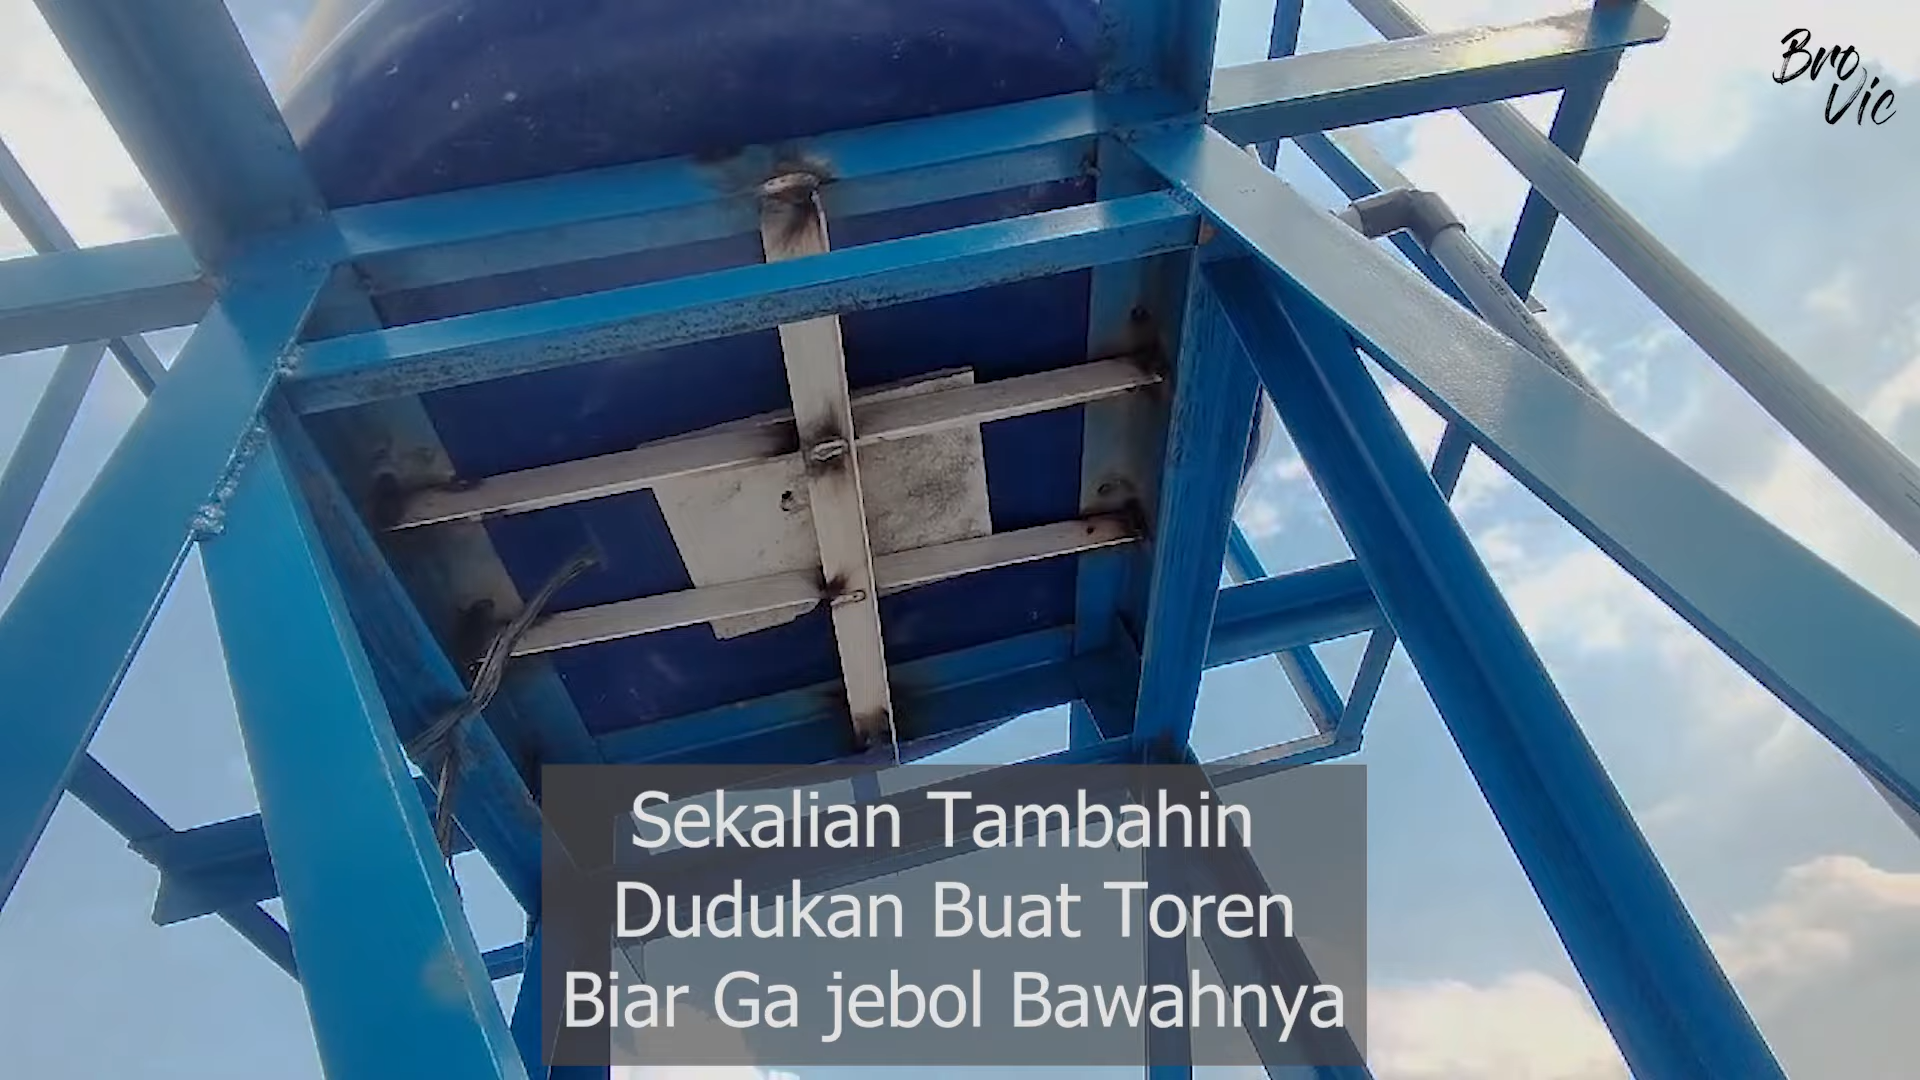 Bro
Vic
Sekalian Tambahin
Dudukan Buat Toren
Biar Ga jebol Bawahnya